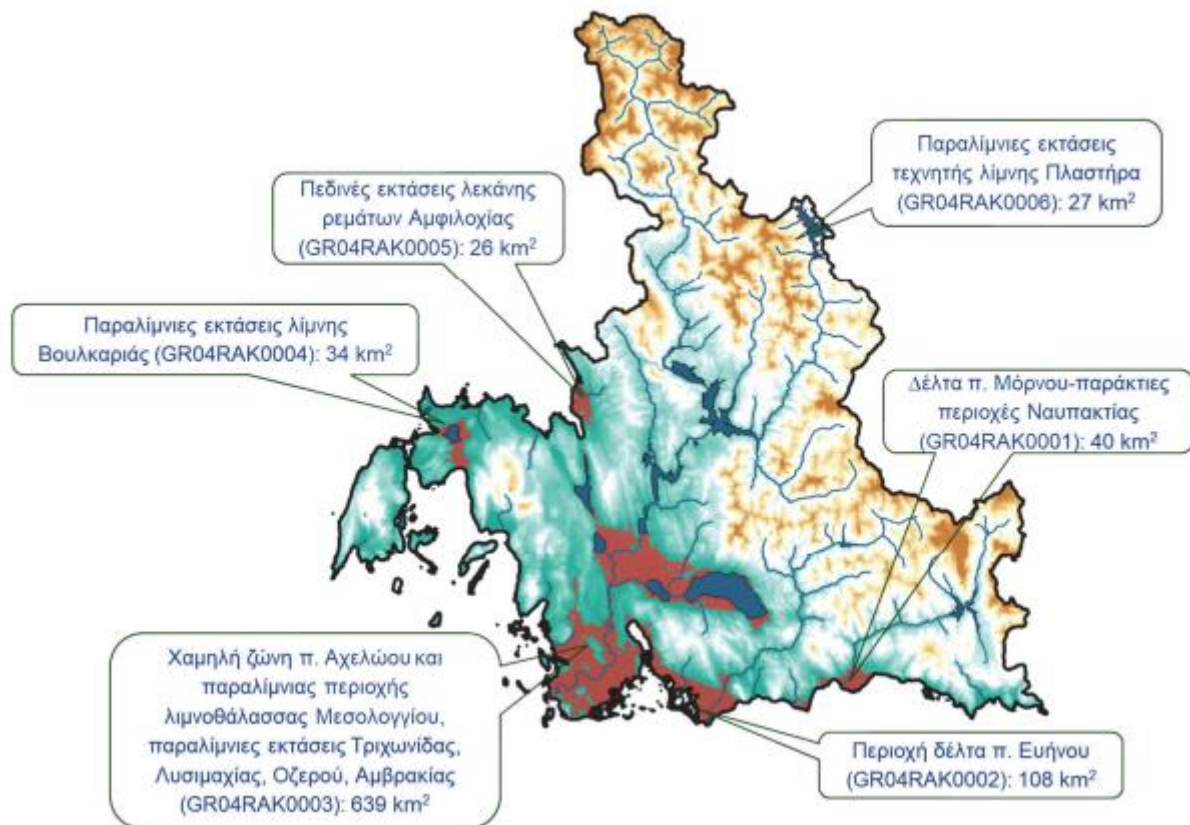 Παραλίμνιες εκτάσεις
τεχνητής λίμνης Πλαστήρα
(GR04RAK0006): 27 km²
Πεδινές εκτάσεις λεκάνης
ρεμάτων Αμφιλοχίας
(GR04RAK0005): 26 km²
Παραλίμνιες εκτάσεις λίμνης
Βουλκαριάς (GR04RAK0004): 34 km²
Δέλτα π. Μόρνου-παράκτιες
περιοχές Ναυπακτίας
(GR04RAK0001): 40 km²
Χαμηλή ζώνη π. Αχελώου και
παραλίμνιας περιοχής
λιμνοθάλασσας Μεσολογγίου,
παραλίμνιες εκτάσεις Τριχωνίδας,
Λυσιμαχίας, Οζερού, Αμβρακίας
(GR04RAK0003): 639 km²
Περιοχή δέλτα π. Ευήνου
(GR04RAK0002): 108 km²